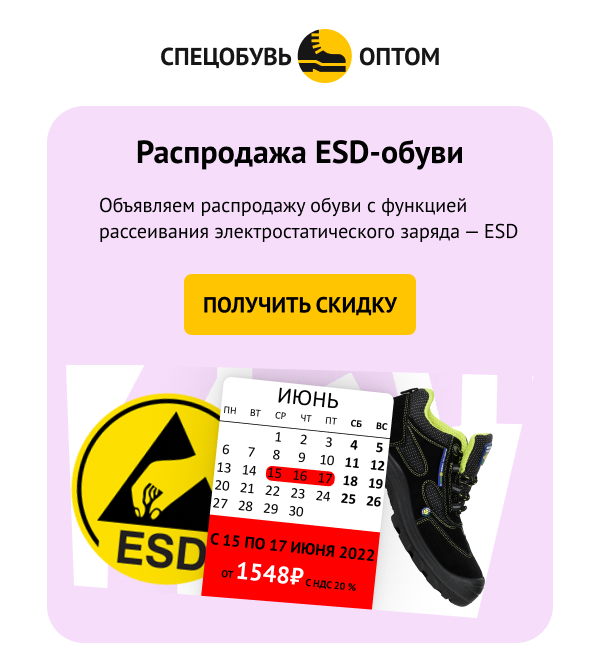 СПЕЦОБУВЬ ОПТОМ
Распродажа ESD-обуви
Объявляем распродажу обуви с функцией
рассеивания электростатического заряда — ESD
ПОЛУЧИТЬ СКИДКУ
ESD
ИЮНЬ
ПН ВТ СР ЧТ ПТ СБ ВС
1 2 3 4 5
6 7 8 9 10 11 12
13 14 15 16 17 18 19
20 21 22 23 24 25 26
27 28 29 30
С 15 ПО 17 ИЮНЯ 2022
ОТ 1548₽ С НДС 20 %